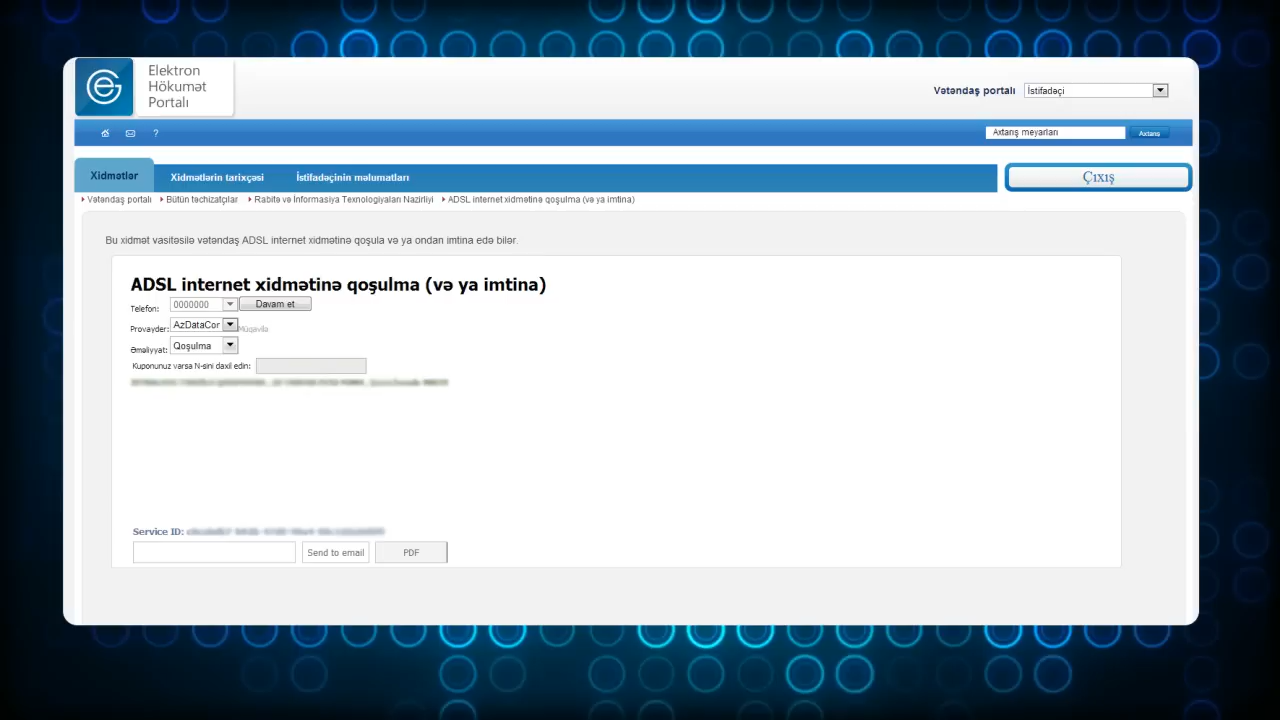 Elektron
Hökumət
Portalı
Vətəndaş portalı İstifadəçi
? Axtarış meyarları Axtarış
Xidmətlər Xidmətlərin tarixçəsi İstifadəçinin məlumatları Çıxış
Vətəndaş portalı Bütün təchizatçılar Rabitə və İnformasiya Texnologiyaları Nazirliyi ADSL internet xidmətinə qoşulma (və ya imtina)
Bu xidmət vasitəsilə vətəndaş ADSL internet xidmətinə qoşula və ya ondan imtina edə bilər.
ADSL internet xidmətinə qoşulma (və ya imtina)
Telefon: 0000000 Davam et
Provayder: AzDataCor Müqavilə
Əməliyyat: Qoşulma
Kuponunuz varsa N-sini daxil edin:
Service ID:
Send to email PDF